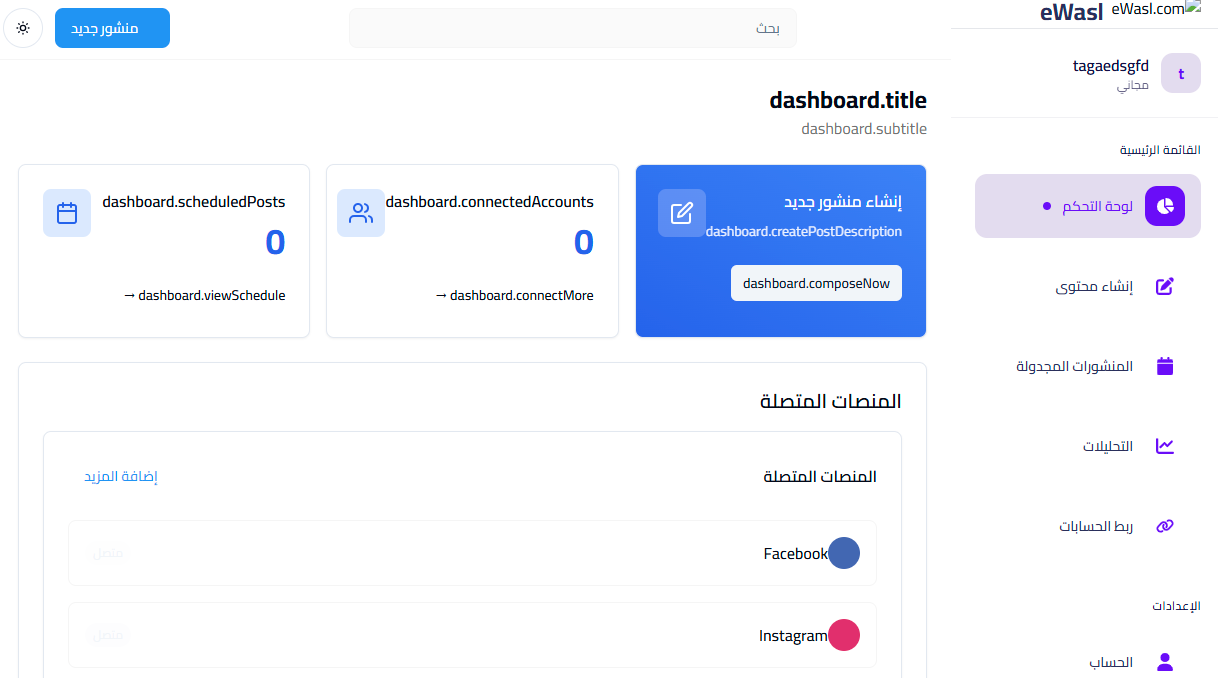 eWasl.com
eWasl
tagaedsgfd
t
مجاني
القائمة الرئيسية
لوحة التحكم
إنشاء محتوى
المنشورات المجدولة
التحليلات
ربط الحسابات
الإعدادات
الحساب
بحث
منشور جديد
dashboard.title
dashboard.subtitle
إنشاء منشور جديد
dashboard.createPostDescription
dashboard.composeNow
dashboard.connectedAccounts
0
dashboard.connectMore →
dashboard.scheduledPosts
0
dashboard.viewSchedule →
المنصات المتصلة
المنصات المتصلة
إضافة المزيد
Facebook
متصل
Instagram
متصل